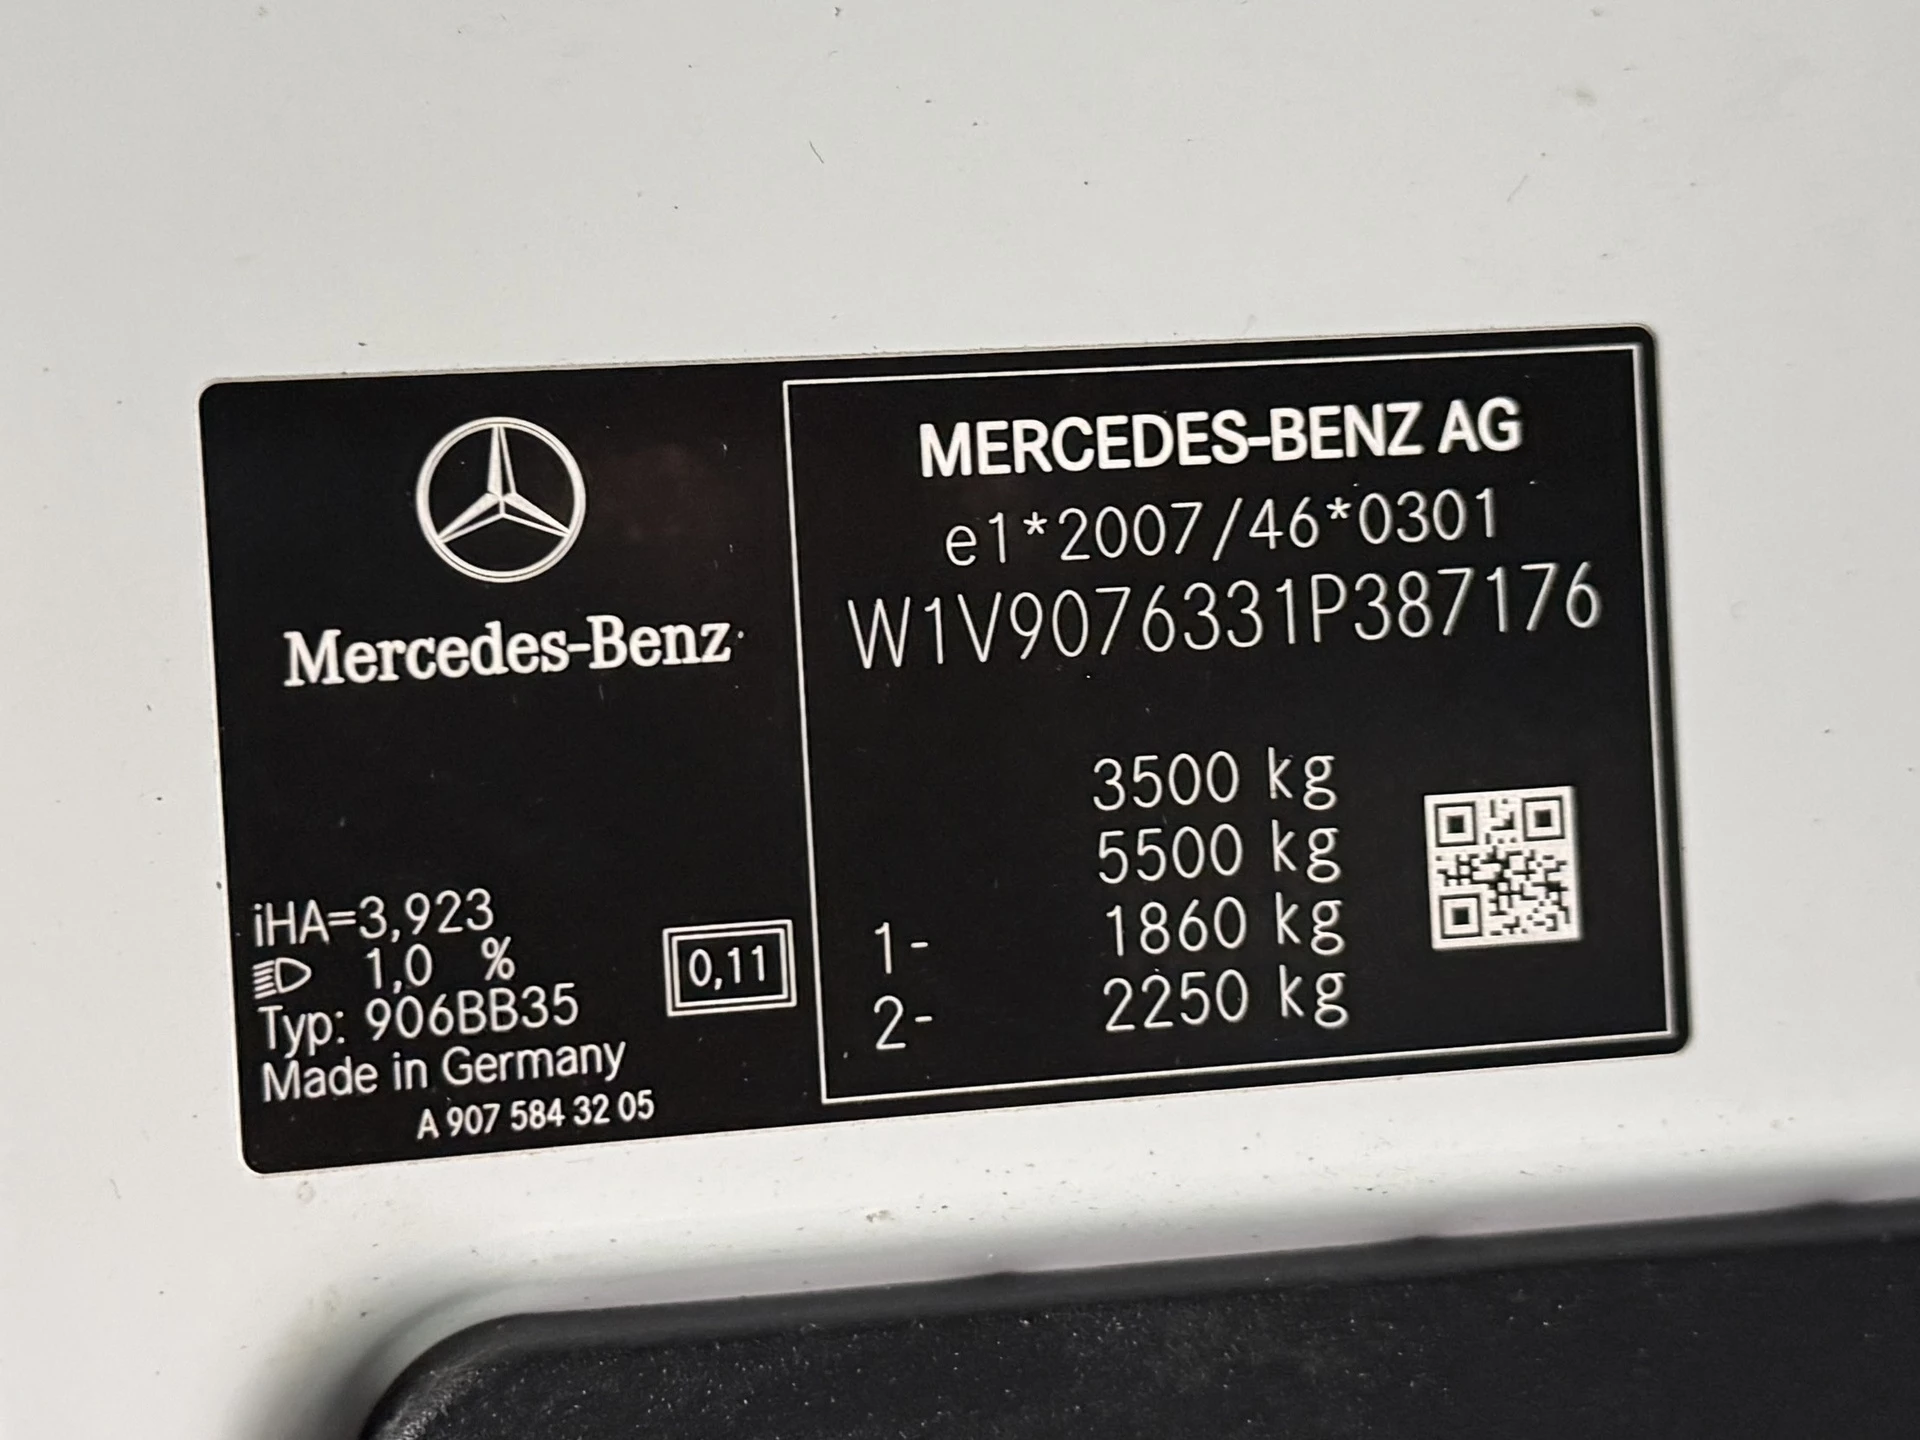 Mercedes-Benz
iHA=3,923
1,0 %
Typ: 906BB35
Made in Germany
A 907 584 32 05
0,11
MERCEDES-BENZ AG
e1*2007/46*0301
W1V9076331P387176
3500 kg
5500 kg
1- 1860 kg
2- 2250 kg